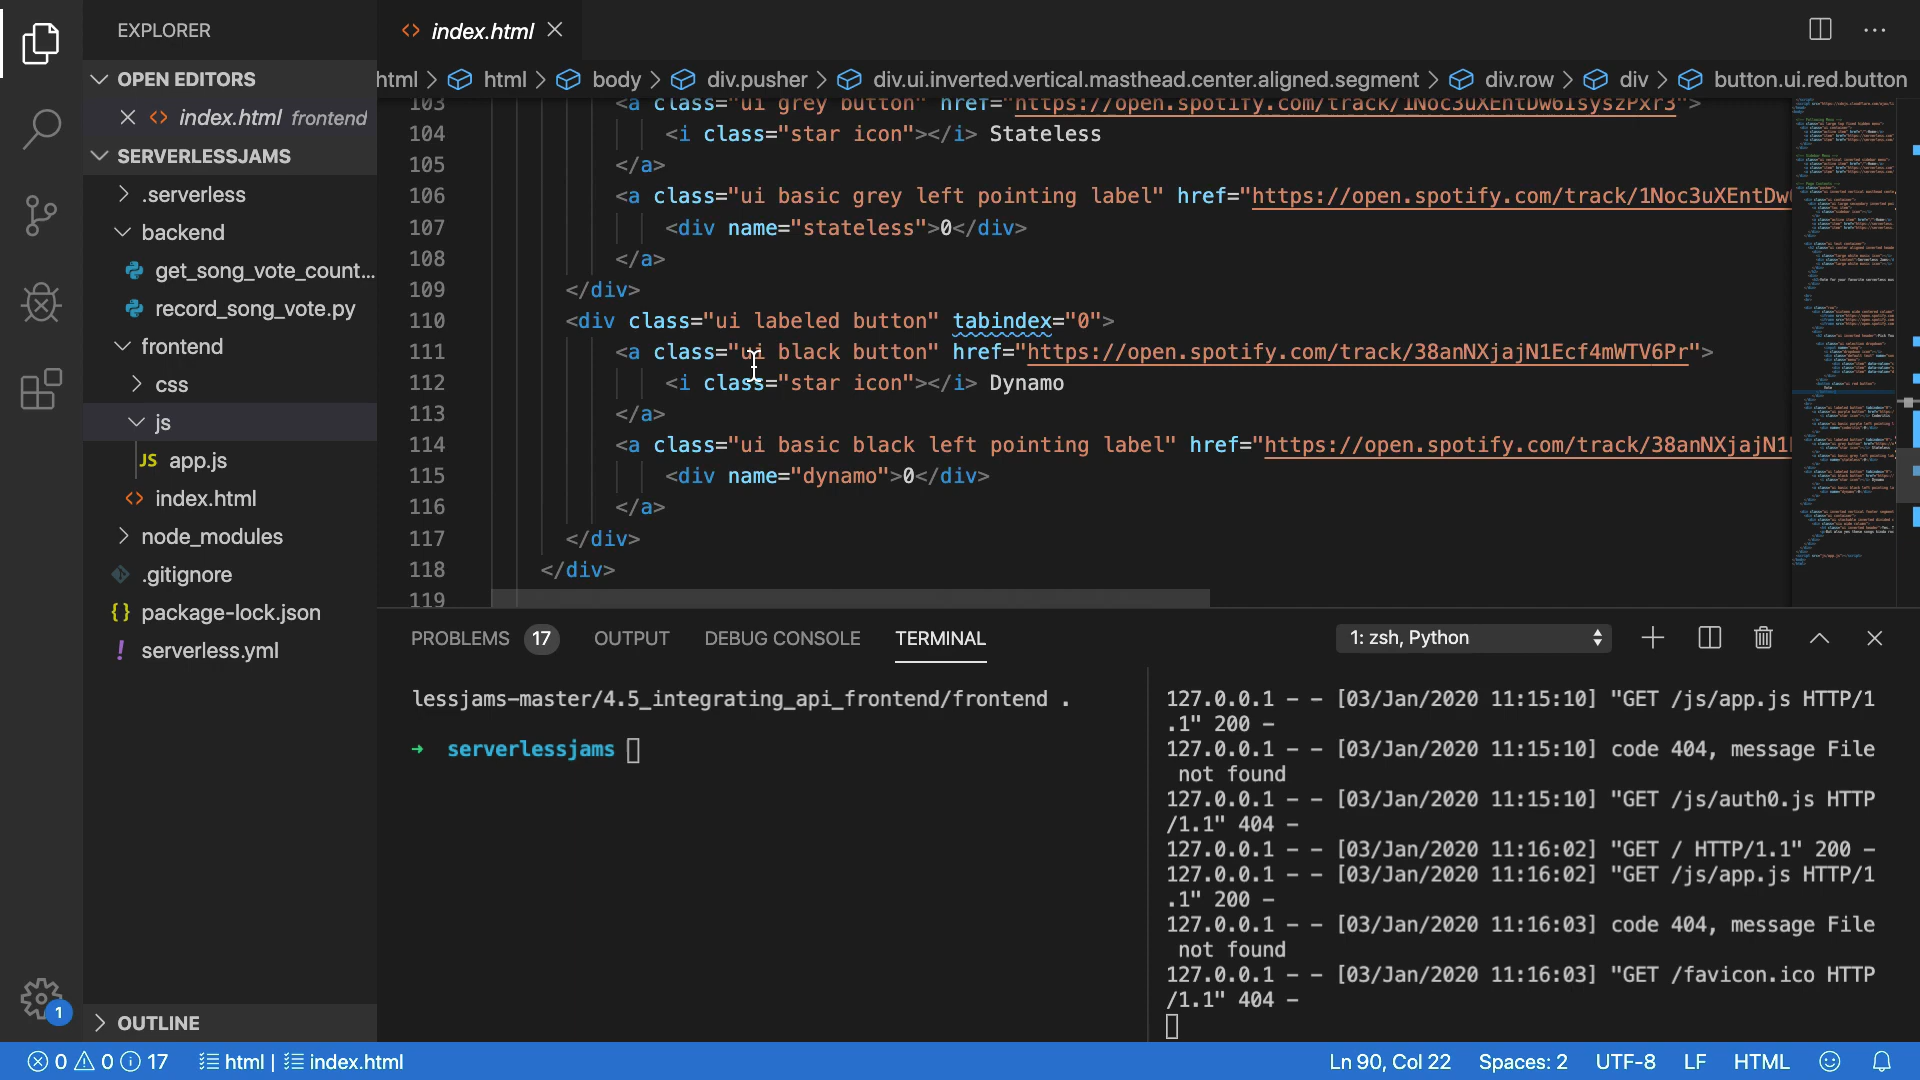 EXPLORER
OPEN EDITORS
index.html frontend
SERVERLESSJAMS
.serverless
backend
get_song_vote_count...
record_song_vote.py
frontend
css
js
JS app.js
index.html
node_modules
.gitignore
{} package-lock.json
! serverless.yml
1
OUTLINE
<> index.html
html > html > body > div.pusher > div.ui.inverted.vertical.masthead.center.aligned.segment > div.row > div > button.ui.red.button
103 <a class="ui grey button" href="https://open.spotify.com/track/1Noc3uXEntDw6isyszPxr3">
104 <i class="star icon"></i> Stateless
105 </a>
106 <a class="ui basic grey left pointing label" href="https://open.spotify.com/track/1Noc3uXEntDw
107 <div name="stateless">0</div>
108 </a>
109 </div>
110 <div class="ui labeled button" tabindex="0">
111 <a class="ui black button" href="https://open.spotify.com/track/38anNXjajN1Ecf4mWTV6Pr">
112 <i class="star icon"></i> Dynamo
113 </a>
114 <a class="ui basic black left pointing label" href="https://open.spotify.com/track/38anNXjajN1
115 <div name="dynamo">0</div>
116 </a>
117 </div>
118 </div>
119
PROBLEMS 17 OUTPUT DEBUG CONSOLE TERMINAL
1: zsh, Python
lessjams-master/4.5_integrating_api_frontend/frontend .
→ serverlessjams
127.0.0.1 - - [03/Jan/2020 11:15:10] "GET /js/app.js HTTP/1
.1" 200 -
127.0.0.1 - - [03/Jan/2020 11:15:10] code 404, message File
not found
127.0.0.1 - - [03/Jan/2020 11:15:10] "GET /js/auth0.js HTTP
/1.1" 404 -
127.0.0.1 - - [03/Jan/2020 11:16:02] "GET / HTTP/1.1" 200 -
127.0.0.1 - - [03/Jan/2020 11:16:02] "GET /js/app.js HTTP/1
.1" 200 -
127.0.0.1 - - [03/Jan/2020 11:16:03] code 404, message File
not found
127.0.0.1 - - [03/Jan/2020 11:16:03] "GET /favicon.ico HTTP
/1.1" 404 -
0 0 17 html | index.html
Ln 90, Col 22 Spaces: 2 UTF-8 LF HTML